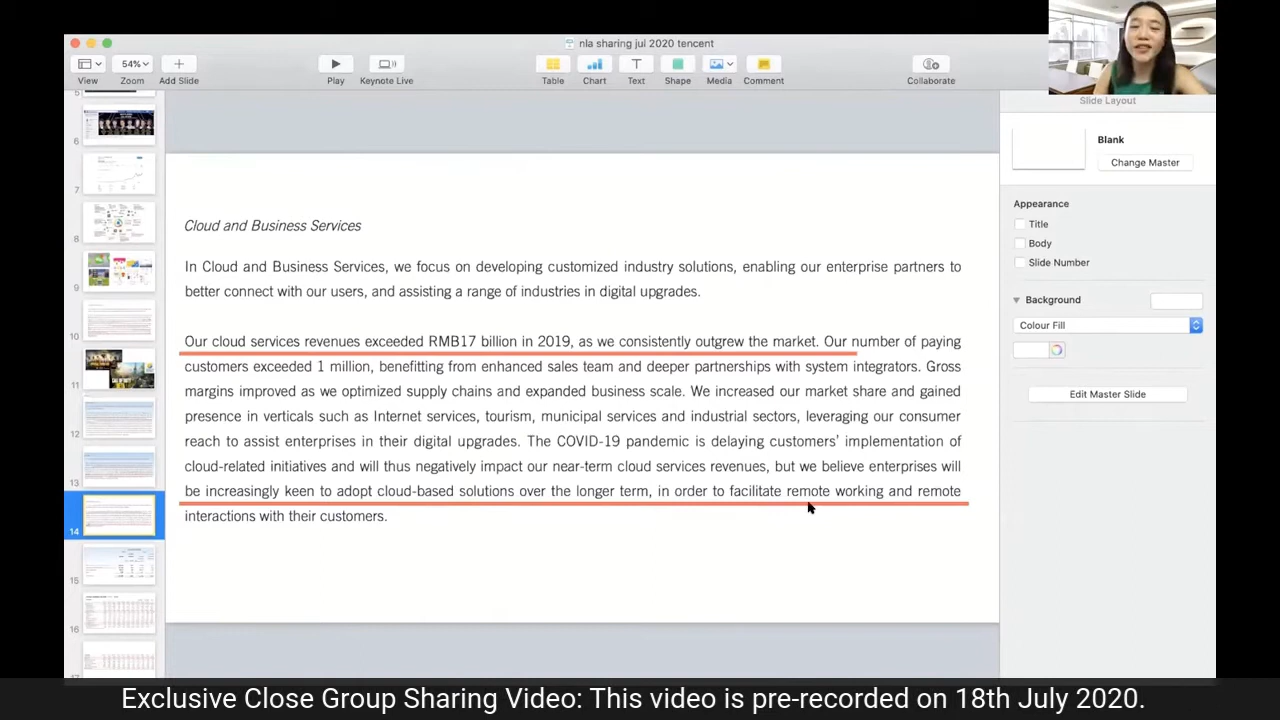 nla sharing jul 2020 tencent
54%
View
Zoom
Add Slide
Play
Keynote Live
Table
Chart
Text
Shape
Media
Comment
Collaborate
Slide Layout
Blank
Change Master
Appearance
Title
Body
Slide Number
Background
Colour Fill
Edit Master Slide
5
6
7
8
9
10
11
12
13
14
15
16
Cloud and Business Services
In Cloud and Business Services, we focus on developing customized industry solutions, enabling our enterprise partners to
better connect with our users, and assisting a range of industries in digital upgrades.
Our cloud services revenues exceeded RMB17 billion in 2019, as we consistently outgrew the market. Our number of paying
customers exceeded 1 million, benefitting from enhanced sales team and deeper partnerships with system integrators. Gross
margins improved as we optimized supply chains and expanded business scale. We increased our market share and gained
presence in verticals such as Internet services, tourism, municipal services and industrial sectors, leveraging our consumer
reach to assist enterprises in their digital upgrades. The COVID-19 pandemic is delaying customers’ implementation of
cloud-related initiatives and will thus negatively impact our near-term cloud services revenues, but we believe enterprises will
be increasingly keen to adopt cloud-based solutions over the longer term, in order to facilitate remote working and remote
interactions with their customers.
Exclusive Close Group Sharing Video: This video is pre-recorded on 18th July 2020.